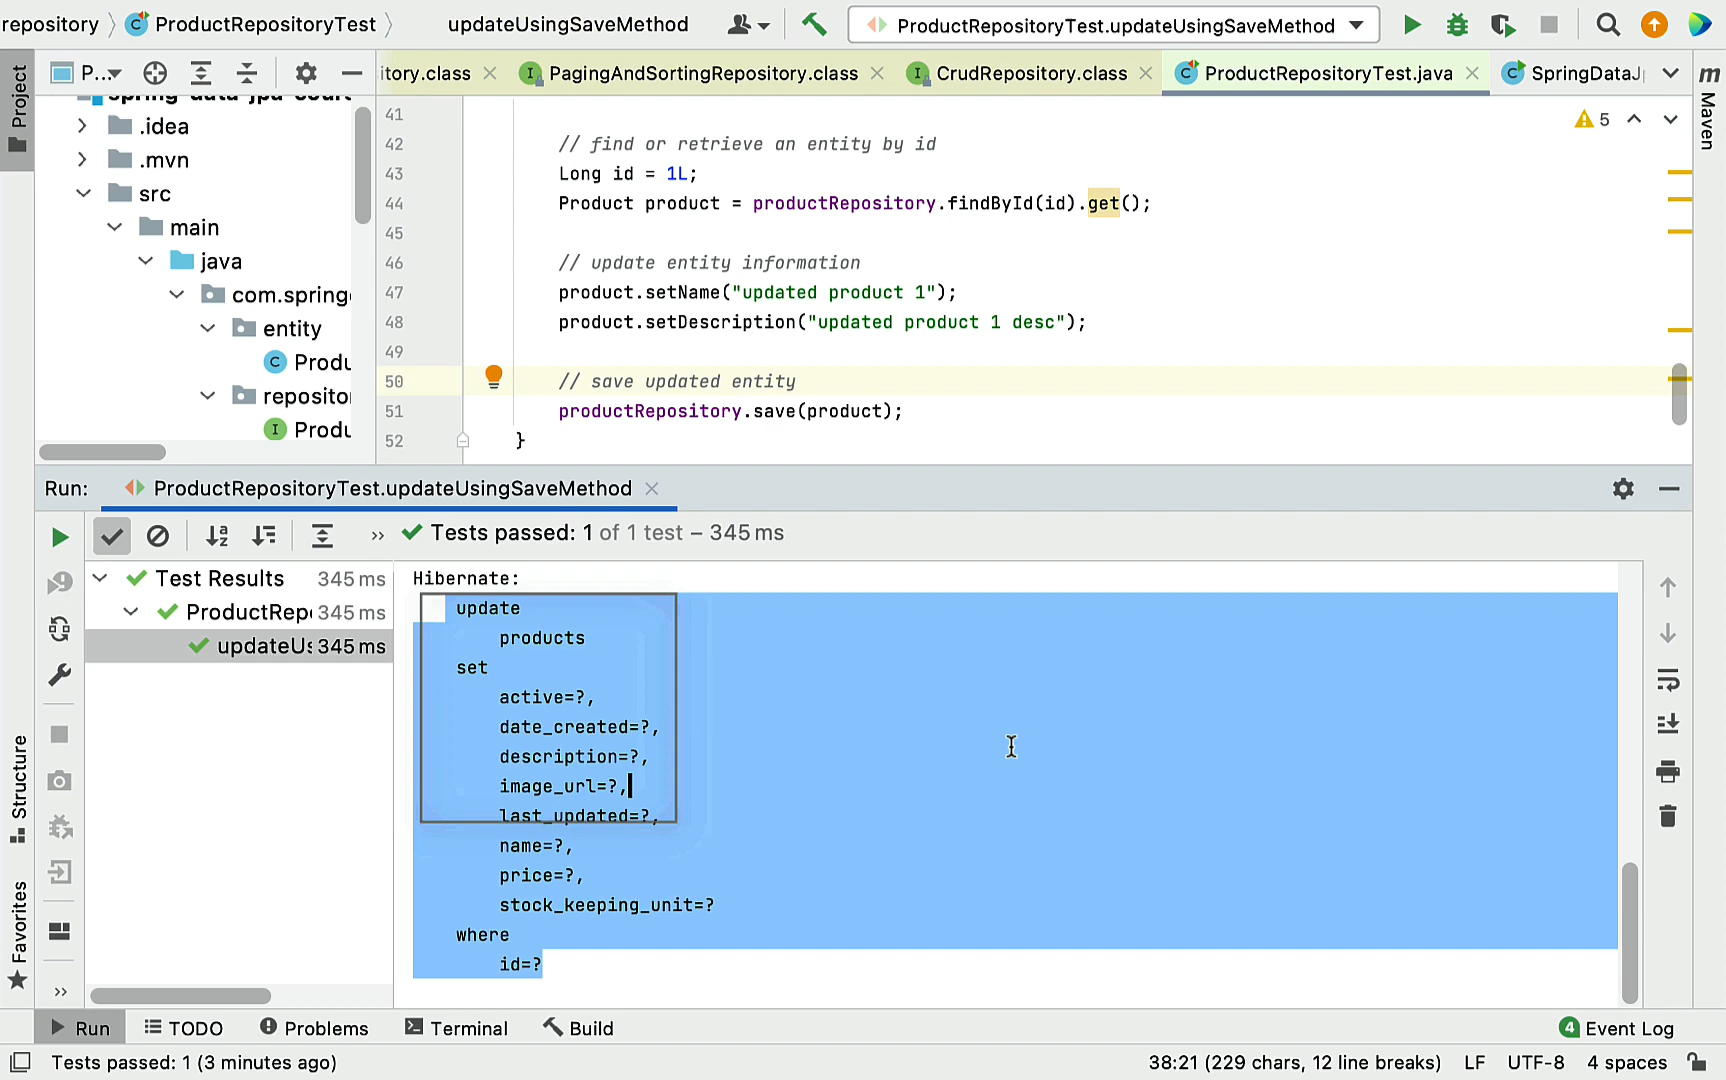 repository
ProductRepositoryTest
updateUsingSaveMethod
ProductRepositoryTest.updateUsingSaveMethod
Project
P...
itory.class
PagingAndSortingRepository.class
CrudRepository.class
ProductRepositoryTest.java
SpringDataJ
m
Maven
.idea
.mvn
src
main
java
com.spring
entity
C Produ
reposito
I Produ
5
41
42 // find or retrieve an entity by id
43 Long id = 1L;
44 Product product = productRepository.findById(id).get();
45
46 // update entity information
47 product.setName("updated product 1");
48 product.setDescription("updated product 1 desc");
49
50 // save updated entity
51 productRepository.save(product);
52 }
Run: ProductRepositoryTest.updateUsingSaveMethod
Tests passed: 1 of 1 test – 345 ms
Test Results 345 ms
ProductRep 345 ms
updateUs 345 ms
Hibernate:
update
products
set
active=?,
date_created=?,
description=?,
image_url=?,
last_updated=?,
name=?,
price=?,
stock_keeping_unit=?
where
id=?
Structure
Favorites
Run
TODO
Problems
Terminal
Build
4 Event Log
Tests passed: 1 (3 minutes ago)
38:21 (229 chars, 12 line breaks) LF UTF-8 4 spaces